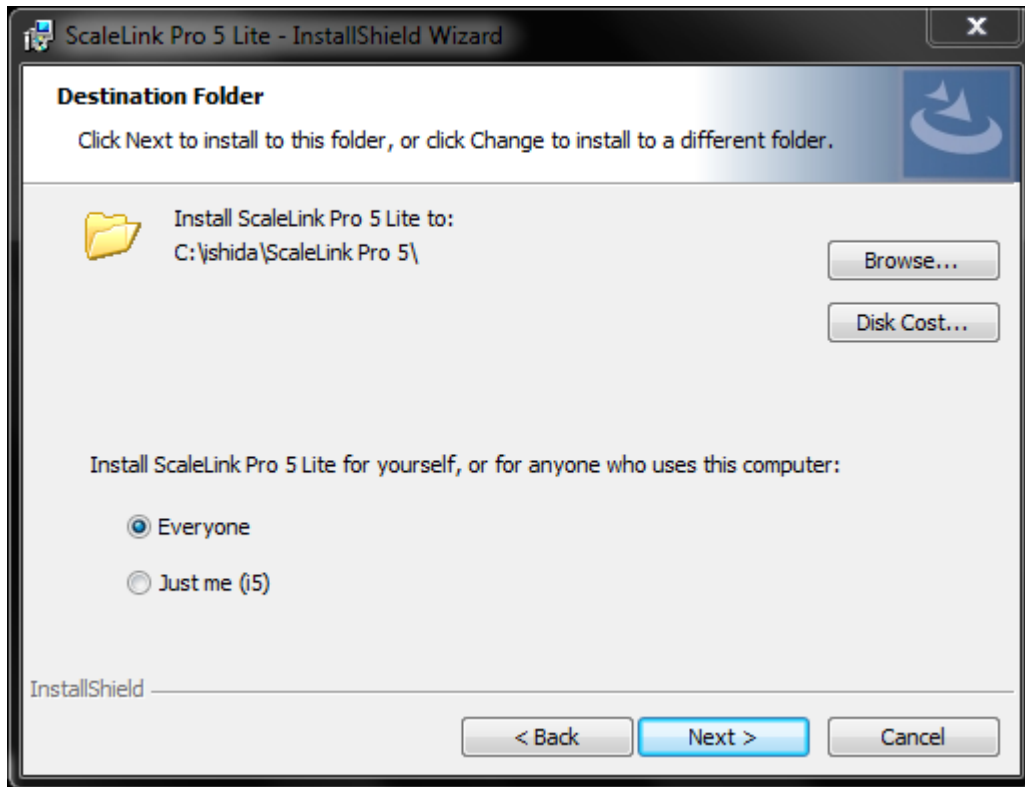 ScaleLink Pro 5 Lite - InstallShield Wizard
X
Destination Folder
Click Next to install to this folder, or click Change to install to a different folder.
Install ScaleLink Pro 5 Lite to:
C:\ishida\ScaleLink Pro 5\
Browse...
Disk Cost...
Install ScaleLink Pro 5 Lite for yourself, or for anyone who uses this computer:
Everyone
Just me (i5)
InstallShield
< Back
Next >
Cancel